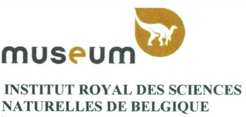 museum
INSTITUT ROYAL DES SCIENCES
NATURELLES DE BELGIQUE